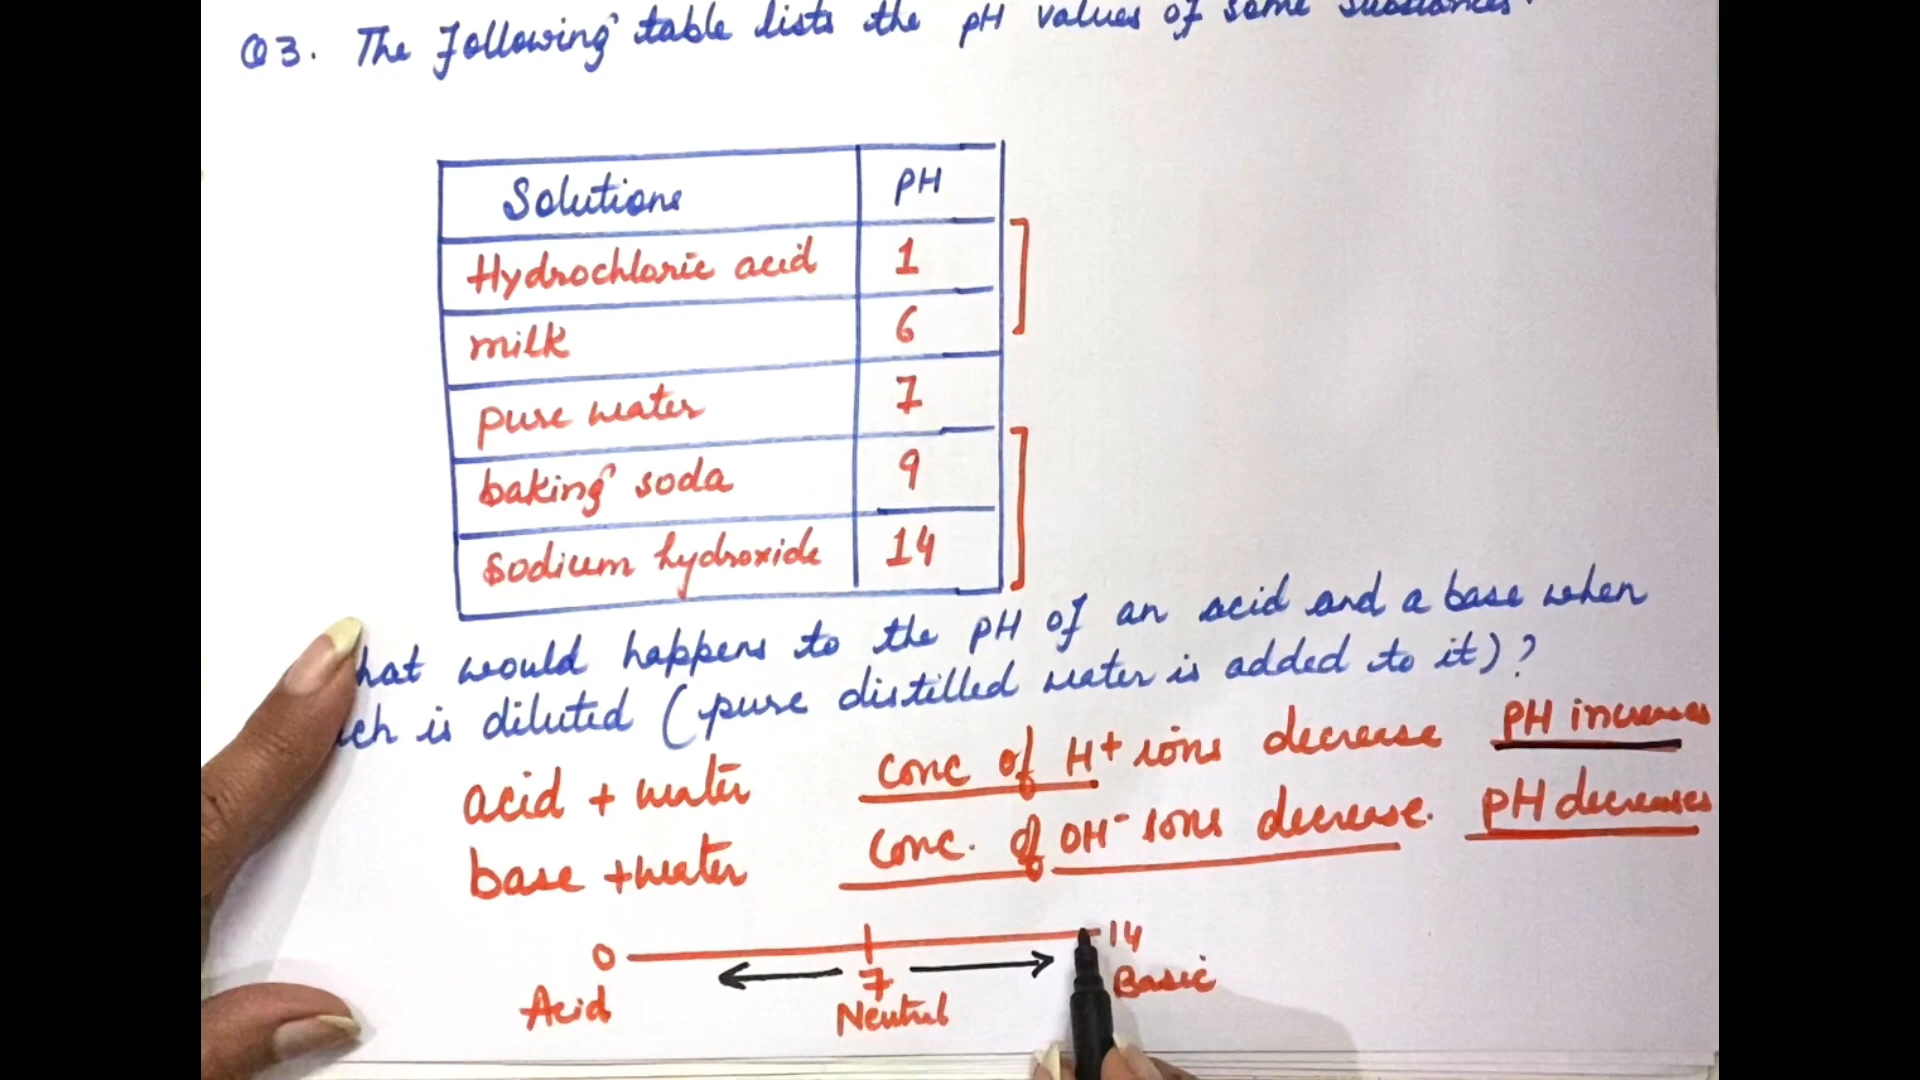 Q3. The following table lists the pH values of some substances.
Solutions PH
Hydrochloric acid 1
milk 6
pure water 7
baking soda 9
Sodium hydroxide 14
hat would happens to the pH of an acid and a base when
ch is diluted (pure distilled water is added to it)?
acid + water conc of H+ ions decrease PH increases
base + water conc. of OH- ions decrease. PH decreases
0 7 14
Acid Neutral Basic